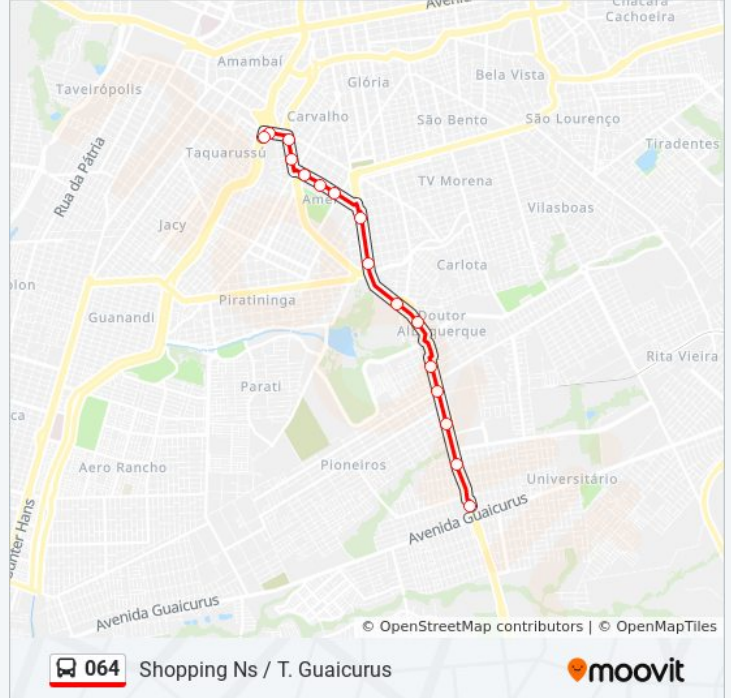 Avenida
Chácara
Cachoeira
Amambaí
Bela Vista
Glória
Taveirópolis
Carvalho
São Bento
São Lourenço
Tiradentes
Taquarussú
Rua da Pátria
TV Morena
Vilasboas
Jacy
Carlota
Piratininga
Guanandi
Doutor
Albuquerque
Rita Vieira
Parati
Aero Rancho
Pioneiros
Universitário
Avenida Guaicurus
Avenida Guaicurus
© OpenStreetMap contributors | © OpenMapTiles
064 Shopping Ns / T. Guaicurus
moovit